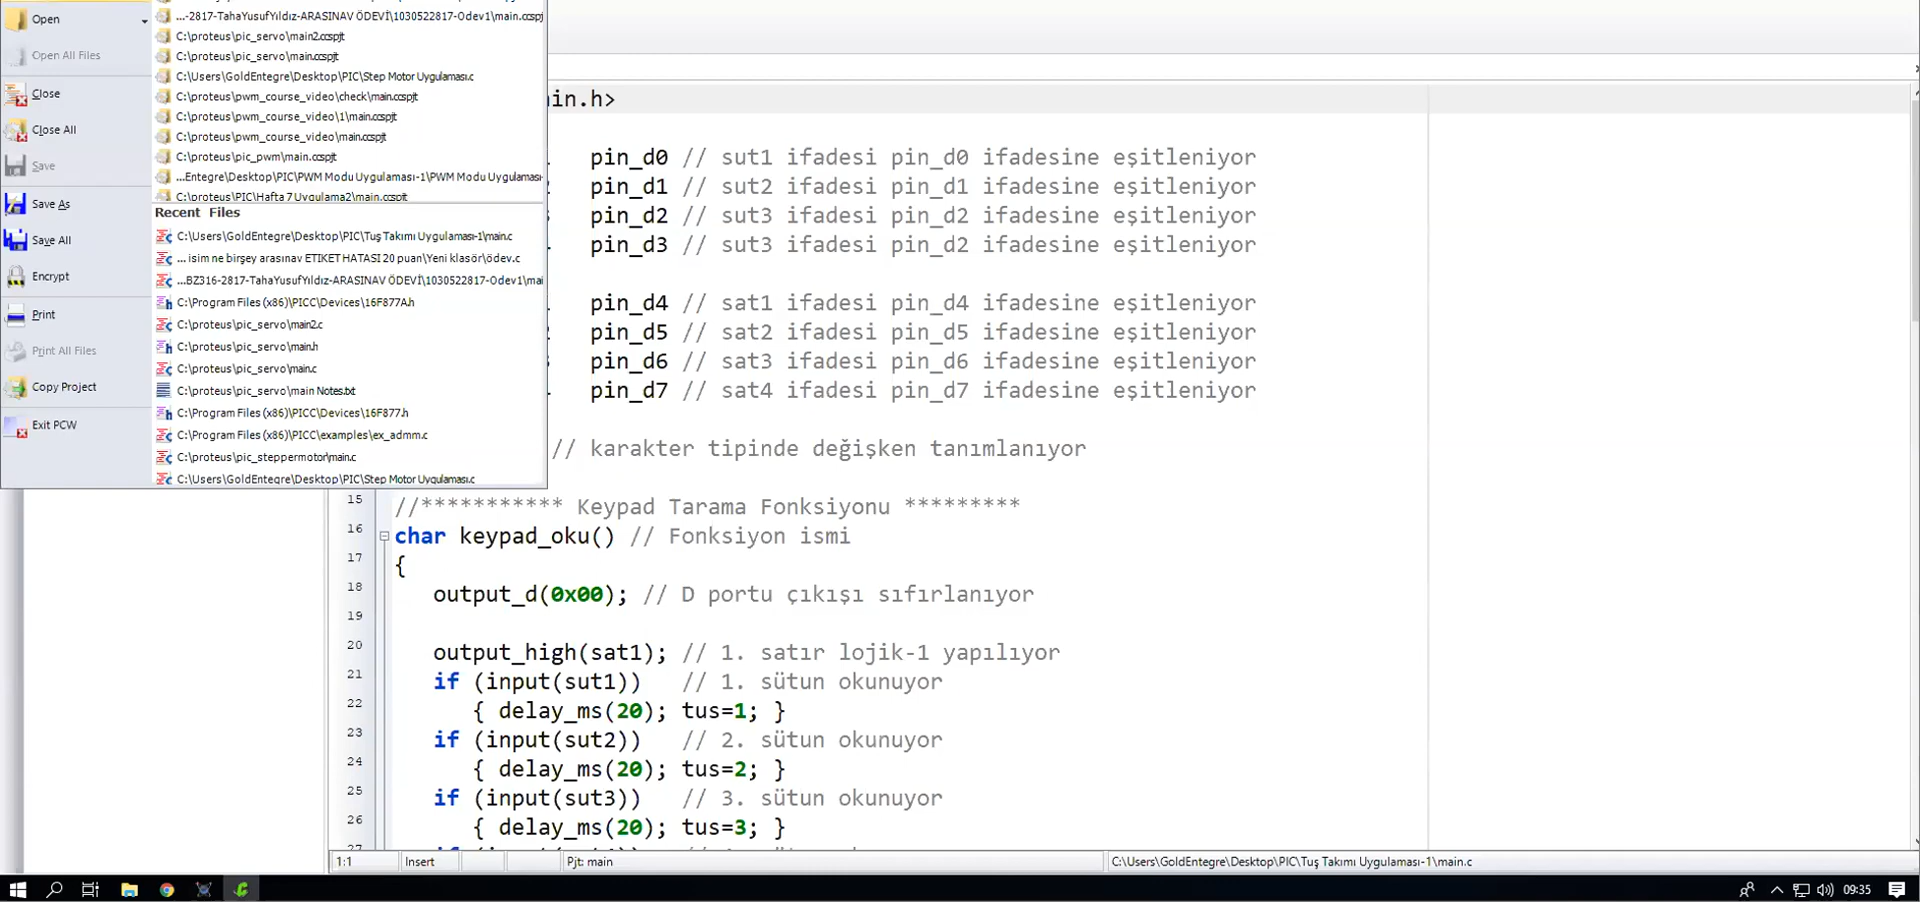 Open
Open All Files
Close
Close All
Save
Save As
Save All
Encrypt
Print
Print All Files
Copy Project
Exit PCW
...-2817-TahaYusufYıldız-ARASINAV ÖDEVİ\1030522817-Odev1\main.ccspj
C:\proteus\pic_servo\main2.ccspjt
C:\proteus\pic_servo\main.ccspjt
C:\Users\GoldEntegre\Desktop\PIC\Step Motor Uygulaması.c
C:\proteus\pwm_course_video\check\main.ccspjt
C:\proteus\pwm_course_video\1\main.ccspjt
C:\proteus\pwm_course_video\main.ccspjt
C:\proteus\pic_pwm\main.ccspjt
...Entegre\Desktop\PIC\PWM Modu Uygulaması-1\PWM Modu Uygulaması-
C:\proteus\PIC\Hafta 7 Uygulama2\main.ccspjt
Recent Files
C:\Users\GoldEntegre\Desktop\PIC\Tuş Takımı Uygulaması-1\main.c
... isim ne birşey arasınav ETIKET HATASI 20 puan\Yeni klasör\ödev.c
...BZ316-2817-TahaYusufYıldız-ARASINAV ÖDEVİ\1030522817-Odev1\mai
C:\Program Files (x86)\PICC\Devices\16F877A.h
C:\proteus\pic_servo\main2.c
C:\proteus\pic_servo\main.h
C:\proteus\pic_servo\main.c
C:\proteus\pic_servo\main Notes.txt
C:\Program Files (x86)\PICC\Devices\16F877.h
C:\Program Files (x86)\PICC\examples\ex_admm.c
C:\proteus\pic_steppermotor\main.c
C:\Users\GoldEntegre\Desktop\PIC\Step Motor Uygulaması.c
in.h>
pin_d0 // sut1 ifadesi pin_d0 ifadesine eşitleniyor
pin_d1 // sut2 ifadesi pin_d1 ifadesine eşitleniyor
pin_d2 // sut3 ifadesi pin_d2 ifadesine eşitleniyor
pin_d3 // sut3 ifadesi pin_d2 ifadesine eşitleniyor
pin_d4 // sat1 ifadesi pin_d4 ifadesine eşitleniyor
pin_d5 // sat2 ifadesi pin_d5 ifadesine eşitleniyor
pin_d6 // sat3 ifadesi pin_d6 ifadesine eşitleniyor
pin_d7 // sat4 ifadesi pin_d7 ifadesine eşitleniyor
// karakter tipinde değişken tanımlanıyor
15 //*********** Keypad Tarama Fonksiyonu *********
16 char keypad_oku() // Fonksiyon ismi
17 {
18 output_d(0x00); // D portu çıkışı sıfırlanıyor
19
20 output_high(sat1); // 1. satır lojik-1 yapılıyor
21 if (input(sut1)) // 1. sütun okunuyor
22 { delay_ms(20); tus=1; }
23 if (input(sut2)) // 2. sütun okunuyor
24 { delay_ms(20); tus=2; }
25 if (input(sut3)) // 3. sütun okunuyor
26 { delay_ms(20); tus=3; }
1:1 Insert Pjt: main C:\Users\GoldEntegre\Desktop\PIC\Tuş Takımı Uygulaması-1\main.c
09:35